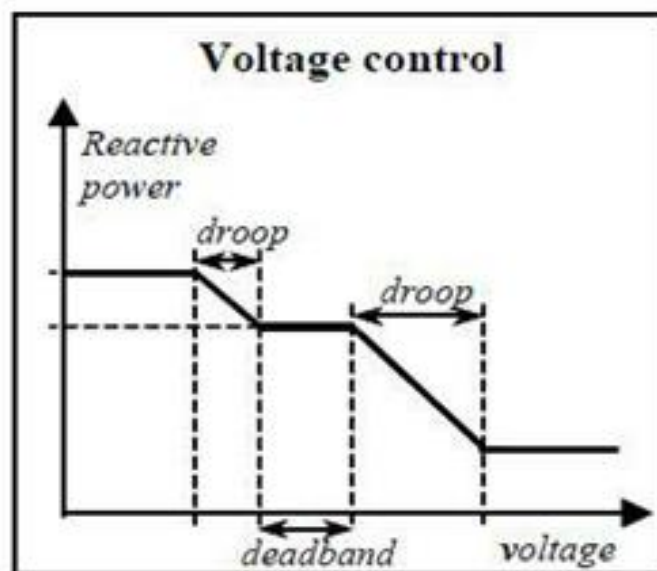 Voltage control
Reactive
power
droop
droop
deadband
voltage